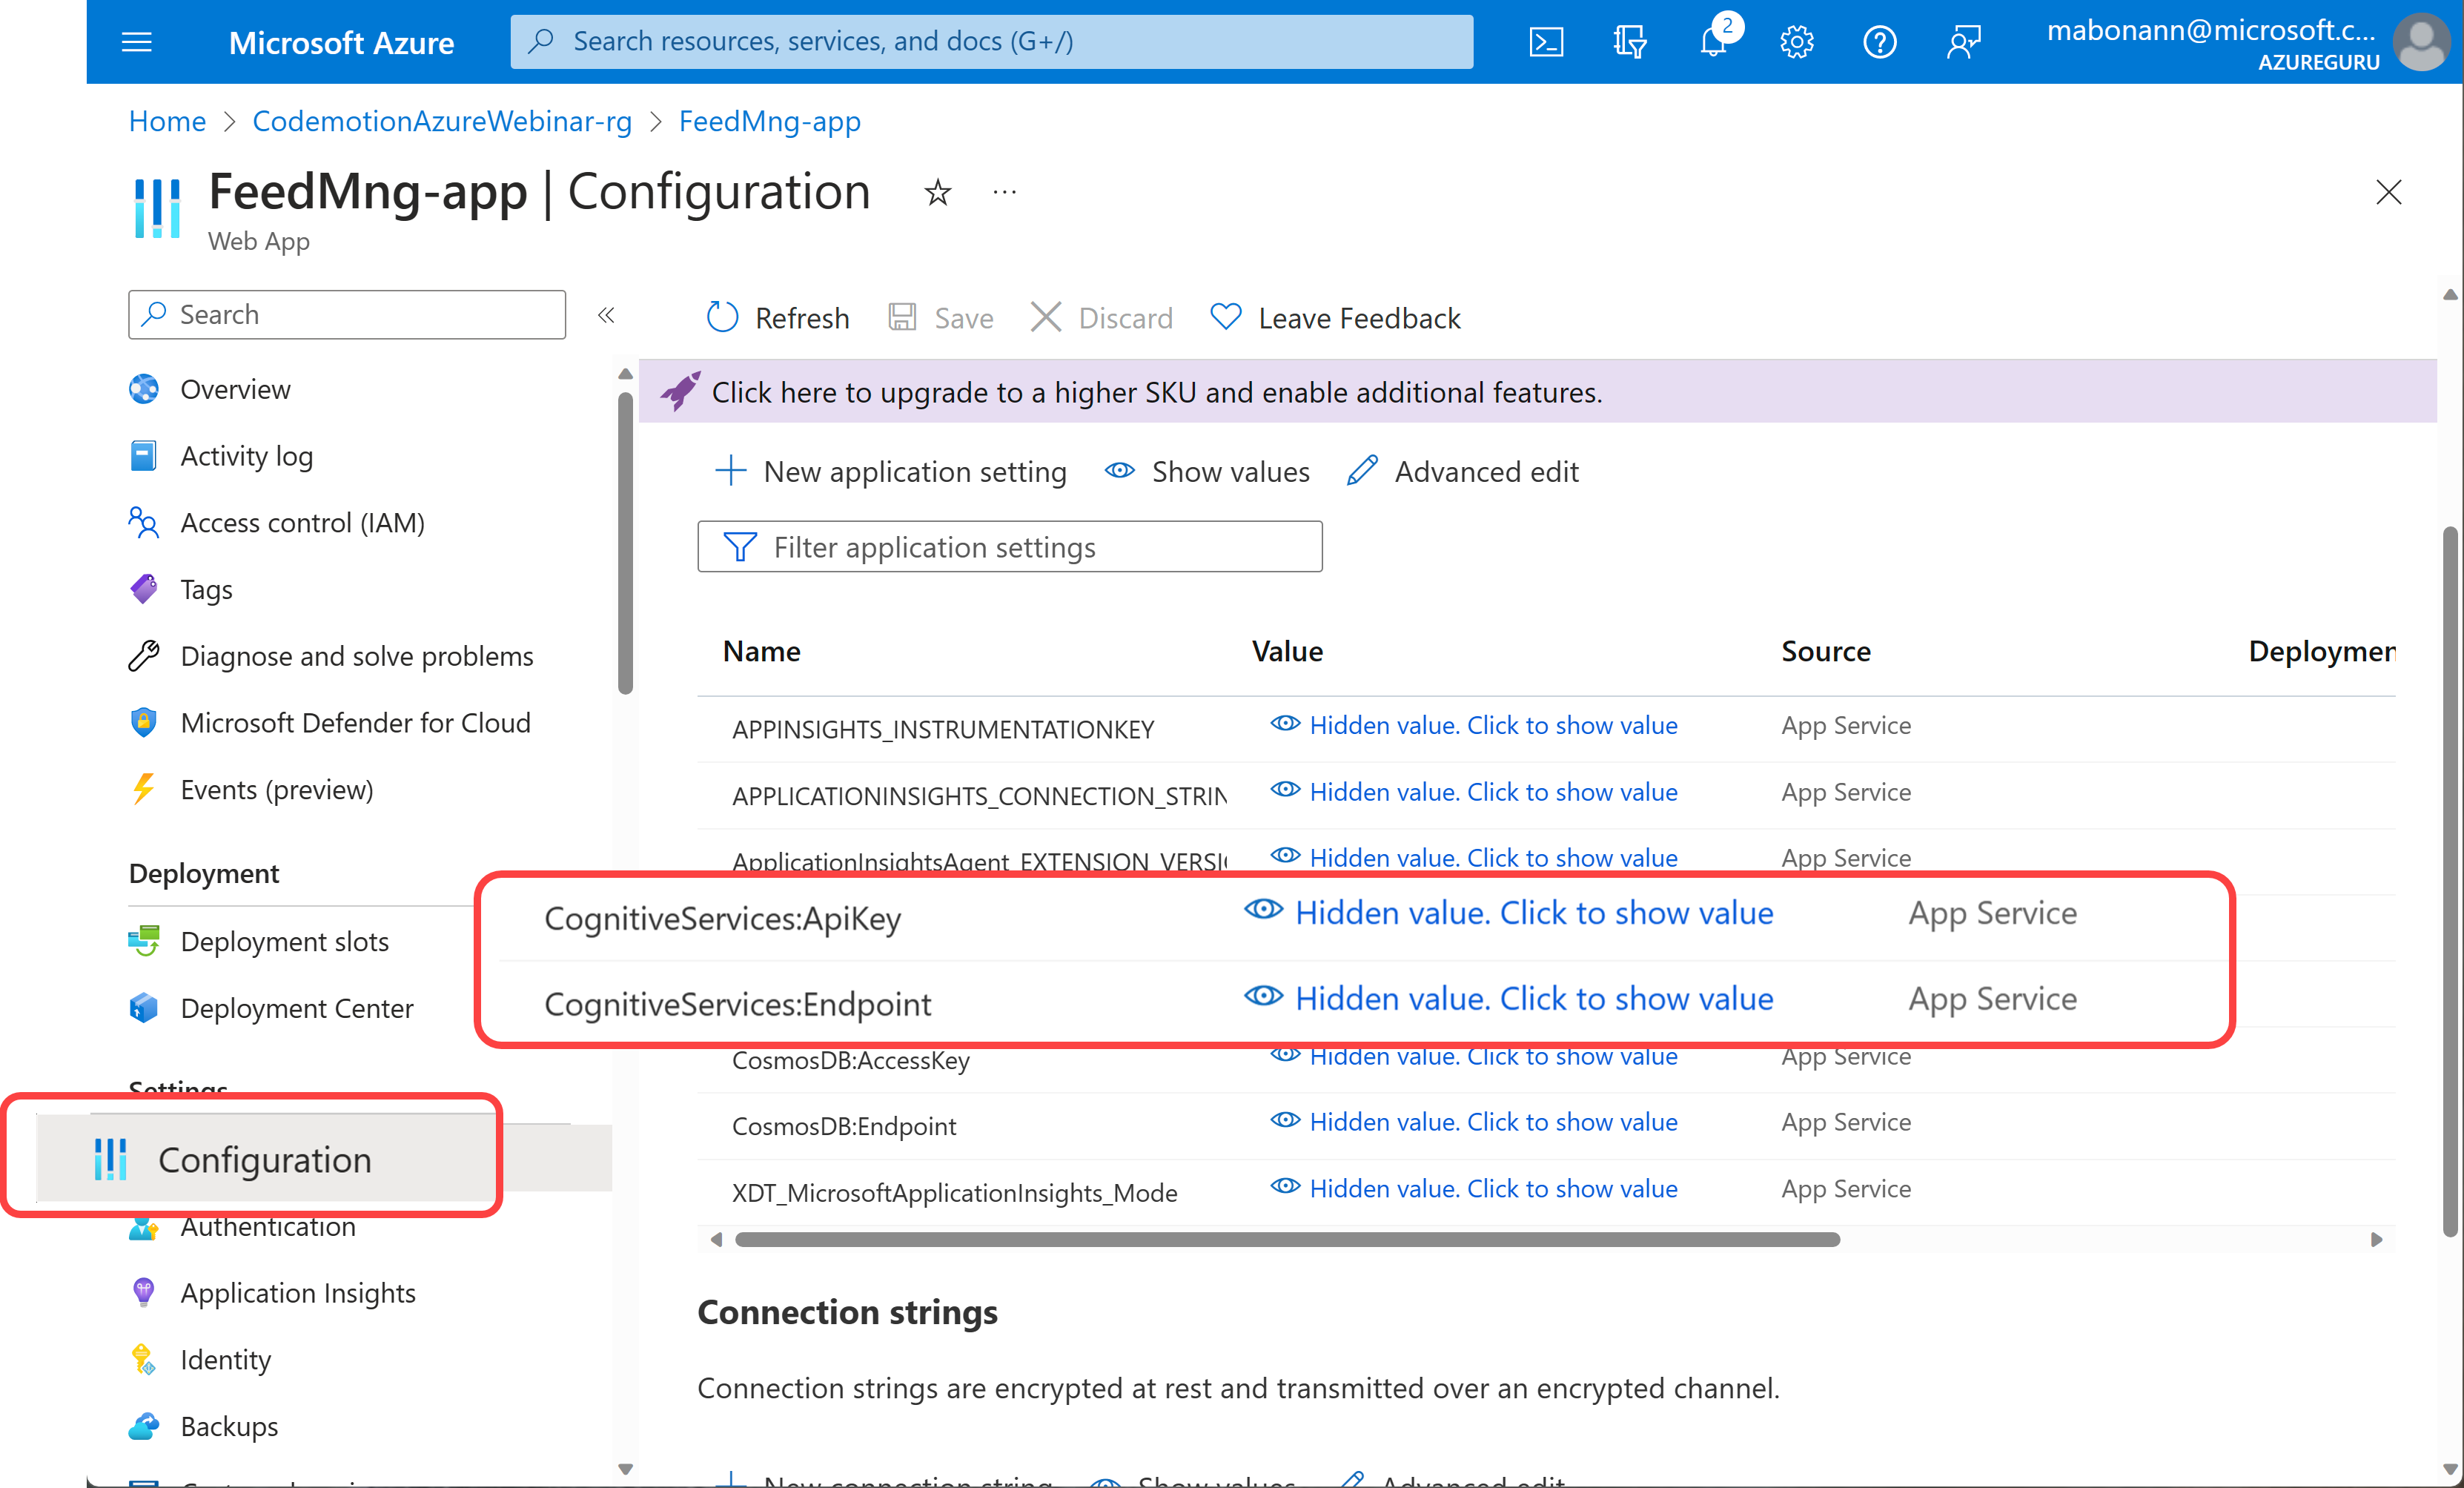 Microsoft Azure
Search resources, services, and docs (G+/)
2
mabonann@microsoft.c...
AZUREGURU
Home > CodemotionAzureWebinar-rg > FeedMng-app
FeedMng-app | Configuration
...
Web App
Search
«
Refresh
Save
Discard
Leave Feedback
Click here to upgrade to a higher SKU and enable additional features.
Overview
Activity log
Access control (IAM)
Tags
Diagnose and solve problems
Microsoft Defender for Cloud
Events (preview)
Deployment
Deployment slots
Deployment Center
Settings
Configuration
Authentication
Application Insights
Identity
Backups
New application setting
Show values
Advanced edit
Filter application settings
Name Value Source Deploymen
APPINSIGHTS_INSTRUMENTATIONKEY Hidden value. Click to show value App Service
APPLICATIONINSIGHTS_CONNECTION_STRIN Hidden value. Click to show value App Service
ApplicationInsightsAgent_EXTENSION_VERSI Hidden value. Click to show value App Service
CognitiveServices:ApiKey Hidden value. Click to show value App Service
CognitiveServices:Endpoint Hidden value. Click to show value App Service
CosmosDB:AccessKey Hidden value. Click to show value App Service
CosmosDB:Endpoint Hidden value. Click to show value App Service
XDT_MicrosoftApplicationInsights_Mode Hidden value. Click to show value App Service
Connection strings
Connection strings are encrypted at rest and transmitted over an encrypted channel.
New connection string
Show values
Advanced edit